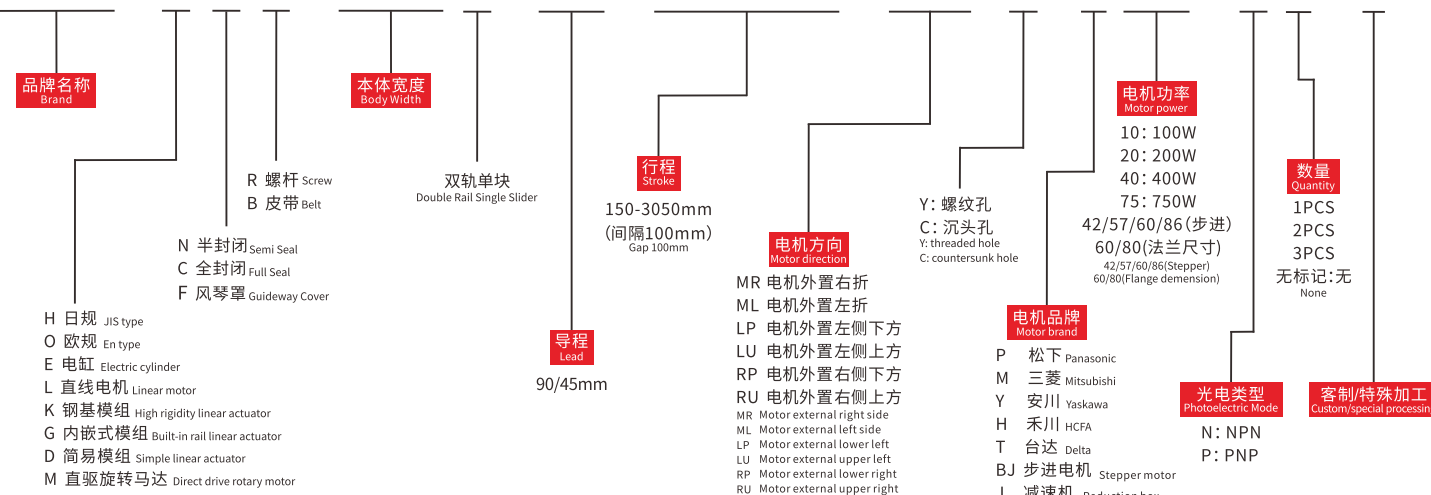 品牌名称
Brand
H 日规 JIS type
O 欧规 En type
E 电缸 Electric cylinder
L 直线电机 Linear motor
K 钢基模组 High rigidity linear actuator
G 内嵌式模组 Built-in rail linear actuator
D 简易模组 Simple linear actuator
M 直驱旋转马达 Direct drive rotary motor
N 半封闭 Semi Seal
C 全封闭 Full Seal
F 风琴罩 Guideway Cover
R 螺杆 Screw
B 皮带 Belt
本体宽度
Body Width
双轨单块
Double Rail Single Slider
导程
Lead
90/45mm
行程
Stroke
150-3050mm
（间隔100mm）
Gap 100mm
电机方向
Motor direction
MR 电机外置右折
ML 电机外置左折
LP 电机外置左侧下方
LU 电机外置左侧上方
RP 电机外置右侧下方
RU 电机外置右侧上方
MR Motor external right side
ML Motor external left side
LP Motor external lower left
LU Motor external upper left
RP Motor external lower right
RU Motor external upper right
Y：螺纹孔
C：沉头孔
Y: threaded hole
C: countersunk hole
电机品牌
Motor brand
P 松下 Panasonic
M 三菱 Mitsubishi
Y 安川 Yaskawa
H 禾川 HCFA
T 台达 Delta
BJ 步进电机 Stepper motor
J 减速机 Reduction box
电机功率
Motor power
10：100W
20：200W
40：400W
75：750W
42/57/60/86（步进）
60/80(法兰尺寸)
42/57/60/86(Stepper)
60/80(Flange demension)
光电类型
Photoelectric Mode
N：NPN
P：PNP
数量
Quantity
1PCS
2PCS
3PCS
无标记：无
None
客制/特殊加工
Custom/special processin